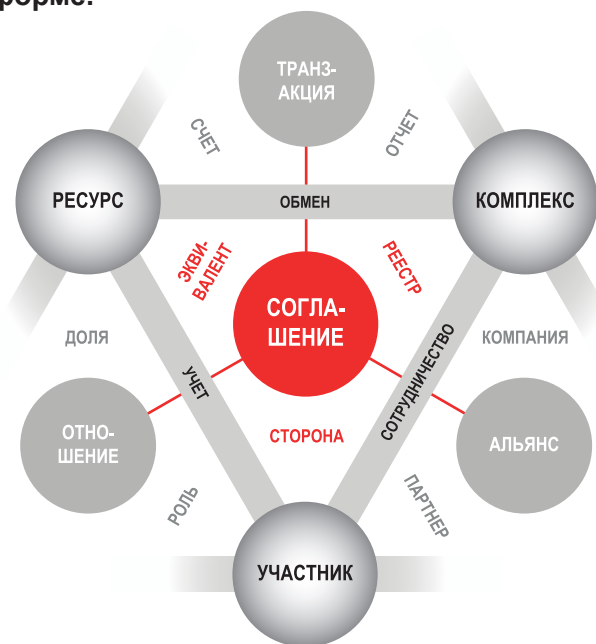 форме.
ТРАНЗ-
АКЦИЯ
СЧЕТ
ОТЧЕТ
РЕСУРС
ОБМЕН
КОМПЛЕКС
ЭКВИ-
ВАЛЕНТ
РЕЕСТР
СОГЛА-
ШЕНИЕ
ДОЛЯ
КОМПАНИЯ
УЧЕТ
СОТРУДНИЧЕСТВО
ОТНО-
ШЕНИЕ
СТОРОНА
АЛЬЯНС
РОЛЬ
ПАРТНЕР
УЧАСТНИК